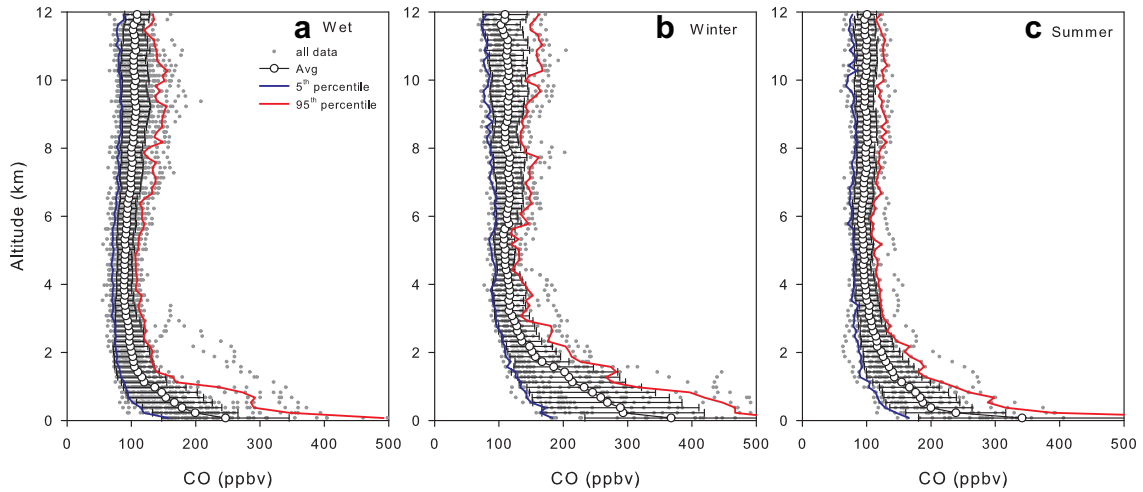 a Wet
all data
Avg
5th percentile
95th percentile
b Winter
c Summer
Altitude (km)
12
10
8
6
4
2
0
12
10
8
6
4
2
0
12
10
8
6
4
2
0
0 100 200 300 400 500
0 100 200 300 400 500
0 100 200 300 400 500
CO (ppbv)
CO (ppbv)
CO (ppbv)